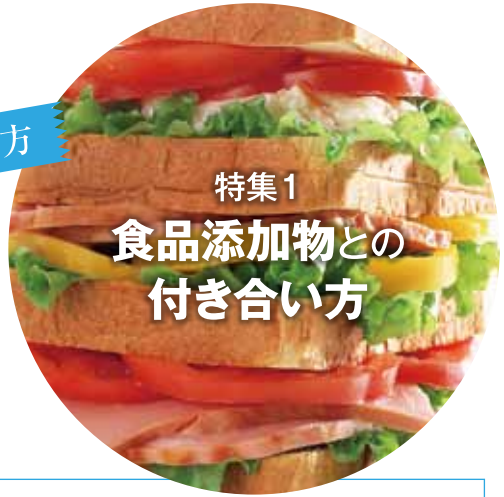 方
特集1
食品添加物との
付き合い方